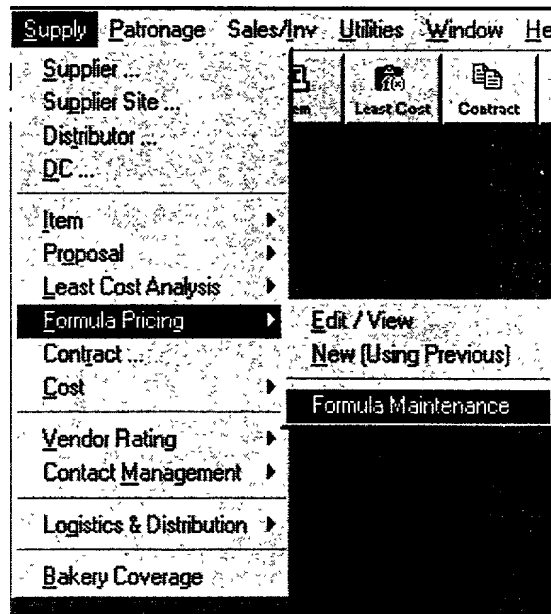 Supply Patronage Sales/Inv Utilities Window He
Supplier ...
Supplier Site ...
Distributor ...
DC ...
Least Cost Contract
Item
Proposal
Least Cost Analysis
Formula Pricing
Contract ...
Cost
Edit / View
New (Using Previous)
Formula Maintenance
Vendor Rating
Contact Management
Logistics & Distribution
Bakery Coverage